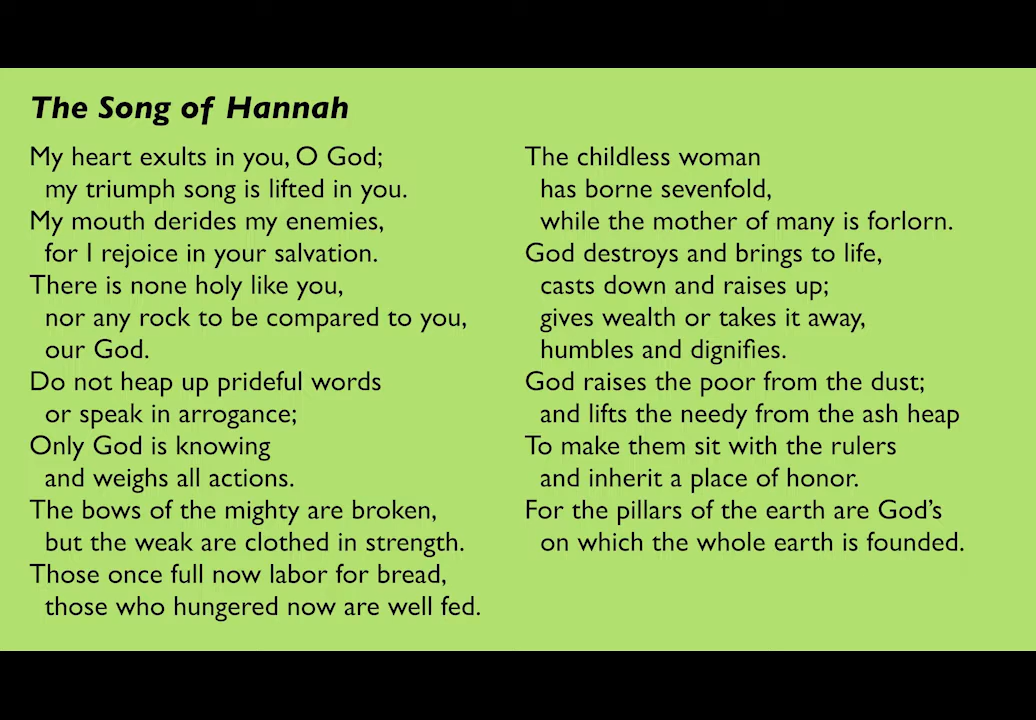 The Song of Hannah
My heart exults in you, O God;
my triumph song is lifted in you.
My mouth derides my enemies,
for I rejoice in your salvation.
There is none holy like you,
nor any rock to be compared to you,
our God.
Do not heap up prideful words
or speak in arrogance;
Only God is knowing
and weighs all actions.
The bows of the mighty are broken,
but the weak are clothed in strength.
Those once full now labor for bread,
those who hungered now are well fed.
The childless woman
has borne sevenfold,
while the mother of many is forlorn.
God destroys and brings to life,
casts down and raises up;
gives wealth or takes it away,
humbles and dignifies.
God raises the poor from the dust;
and lifts the needy from the ash heap
To make them sit with the rulers
and inherit a place of honor.
For the pillars of the earth are God’s
on which the whole earth is founded.